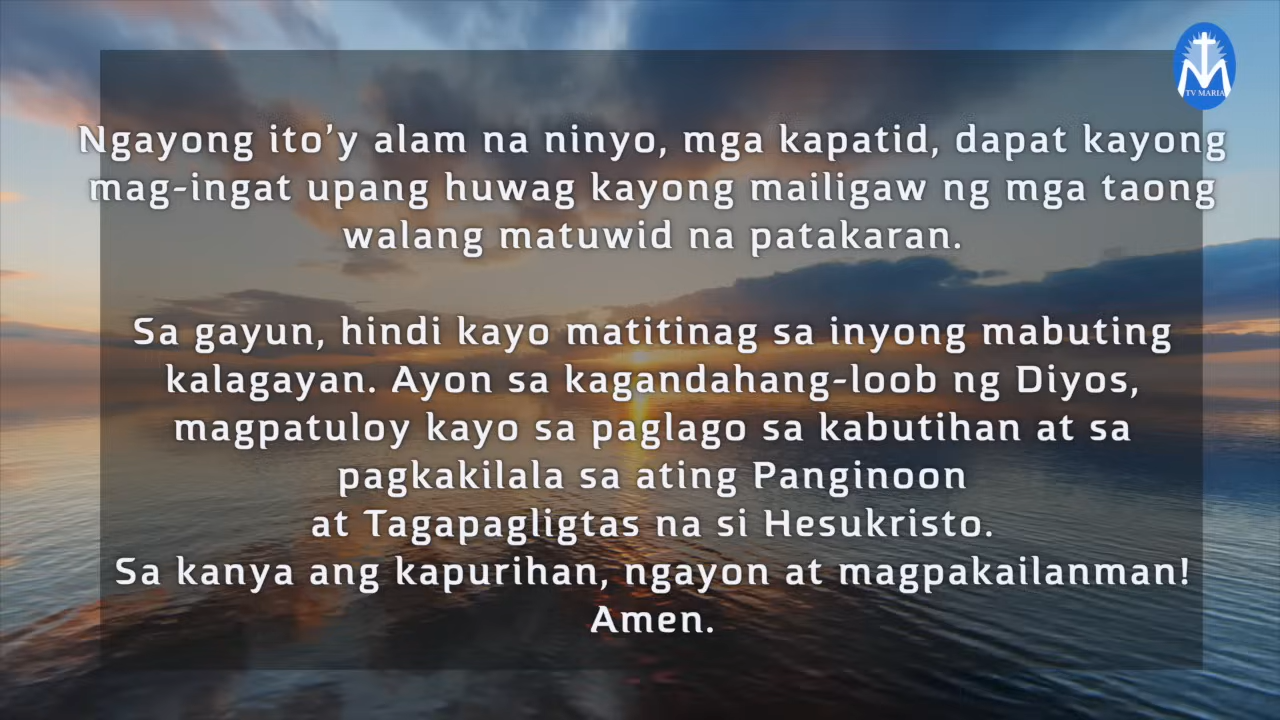 TV MARIA
Ngayong ito’y alam na ninyo, mga kapatid, dapat kayong
mag-ingat upang huwag kayong mailigaw ng mga taong
walang matuwid na patakaran.
Sa gayun, hindi kayo matitinag sa inyong mabuting
kalagayan. Ayon sa kagandahang-loob ng Diyos,
magpatuloy kayo sa paglago sa kabutihan at sa
pagkakilala sa ating Panginoon
at Tagapagligtas na si Hesukristo.
Sa kanya ang kapurihan, ngayon at magpakailanman!
Amen.